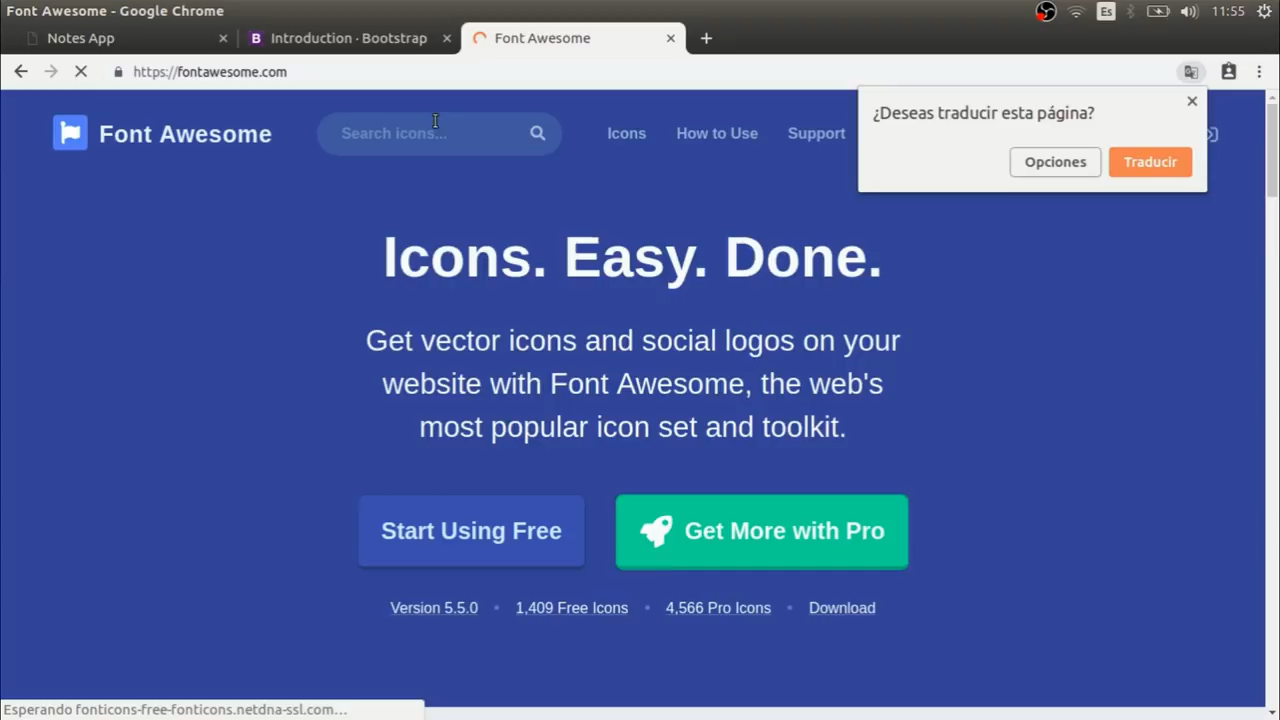 Font Awesome - Google Chrome
Es
11:55
Notes App
B Introduction · Bootstrap
Font Awesome
https://fontawesome.com
Font Awesome
Search icons...
Icons
How to Use
Support
¿Deseas traducir esta página?
Opciones
Traducir
Icons. Easy. Done.
Get vector icons and social logos on your
website with Font Awesome, the web's
most popular icon set and toolkit.
Start Using Free
Get More with Pro
Version 5.5.0 • 1,409 Free Icons • 4,566 Pro Icons • Download
Esperando fonticons-free-fonticons.netdna-ssl.com...